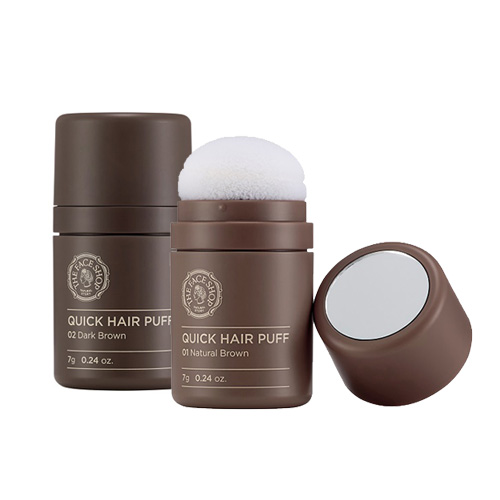 THE FACE SHOP
QUICK HAIR PUFF
02 Dark Brown
7g 0.24 oz.
THE FACE SHOP
QUICK HAIR PUFF
01 Natural Brown
7g 0.24 oz.